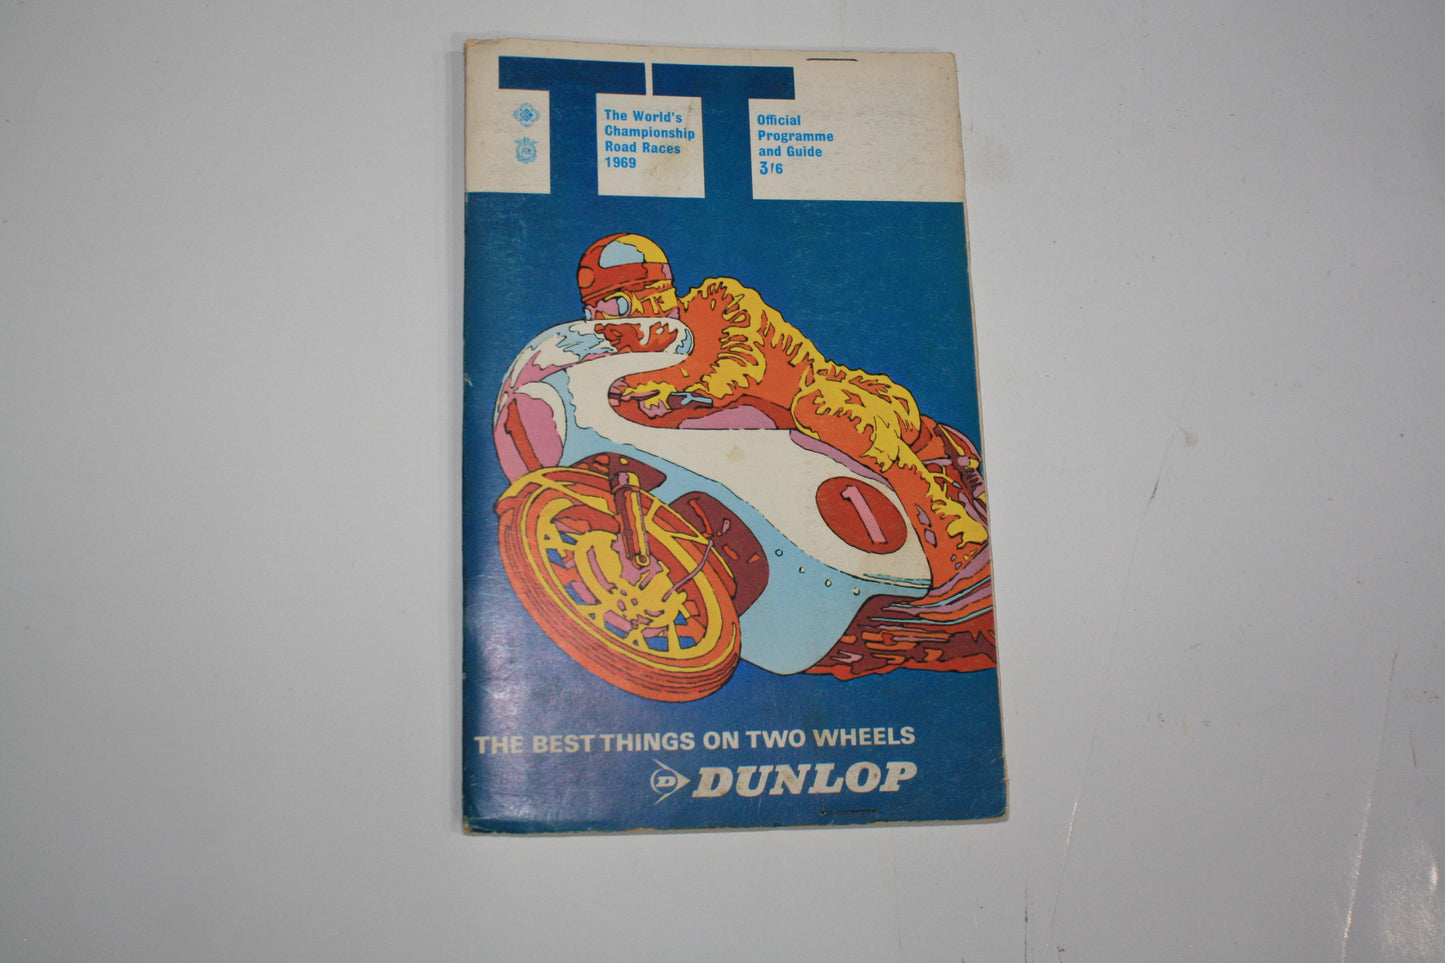 TT
The World's
Championship
Road Races
1969
Official
Programme
and Guide
3/6
1
1
THE BEST THINGS ON TWO WHEELS
D DUNLOP